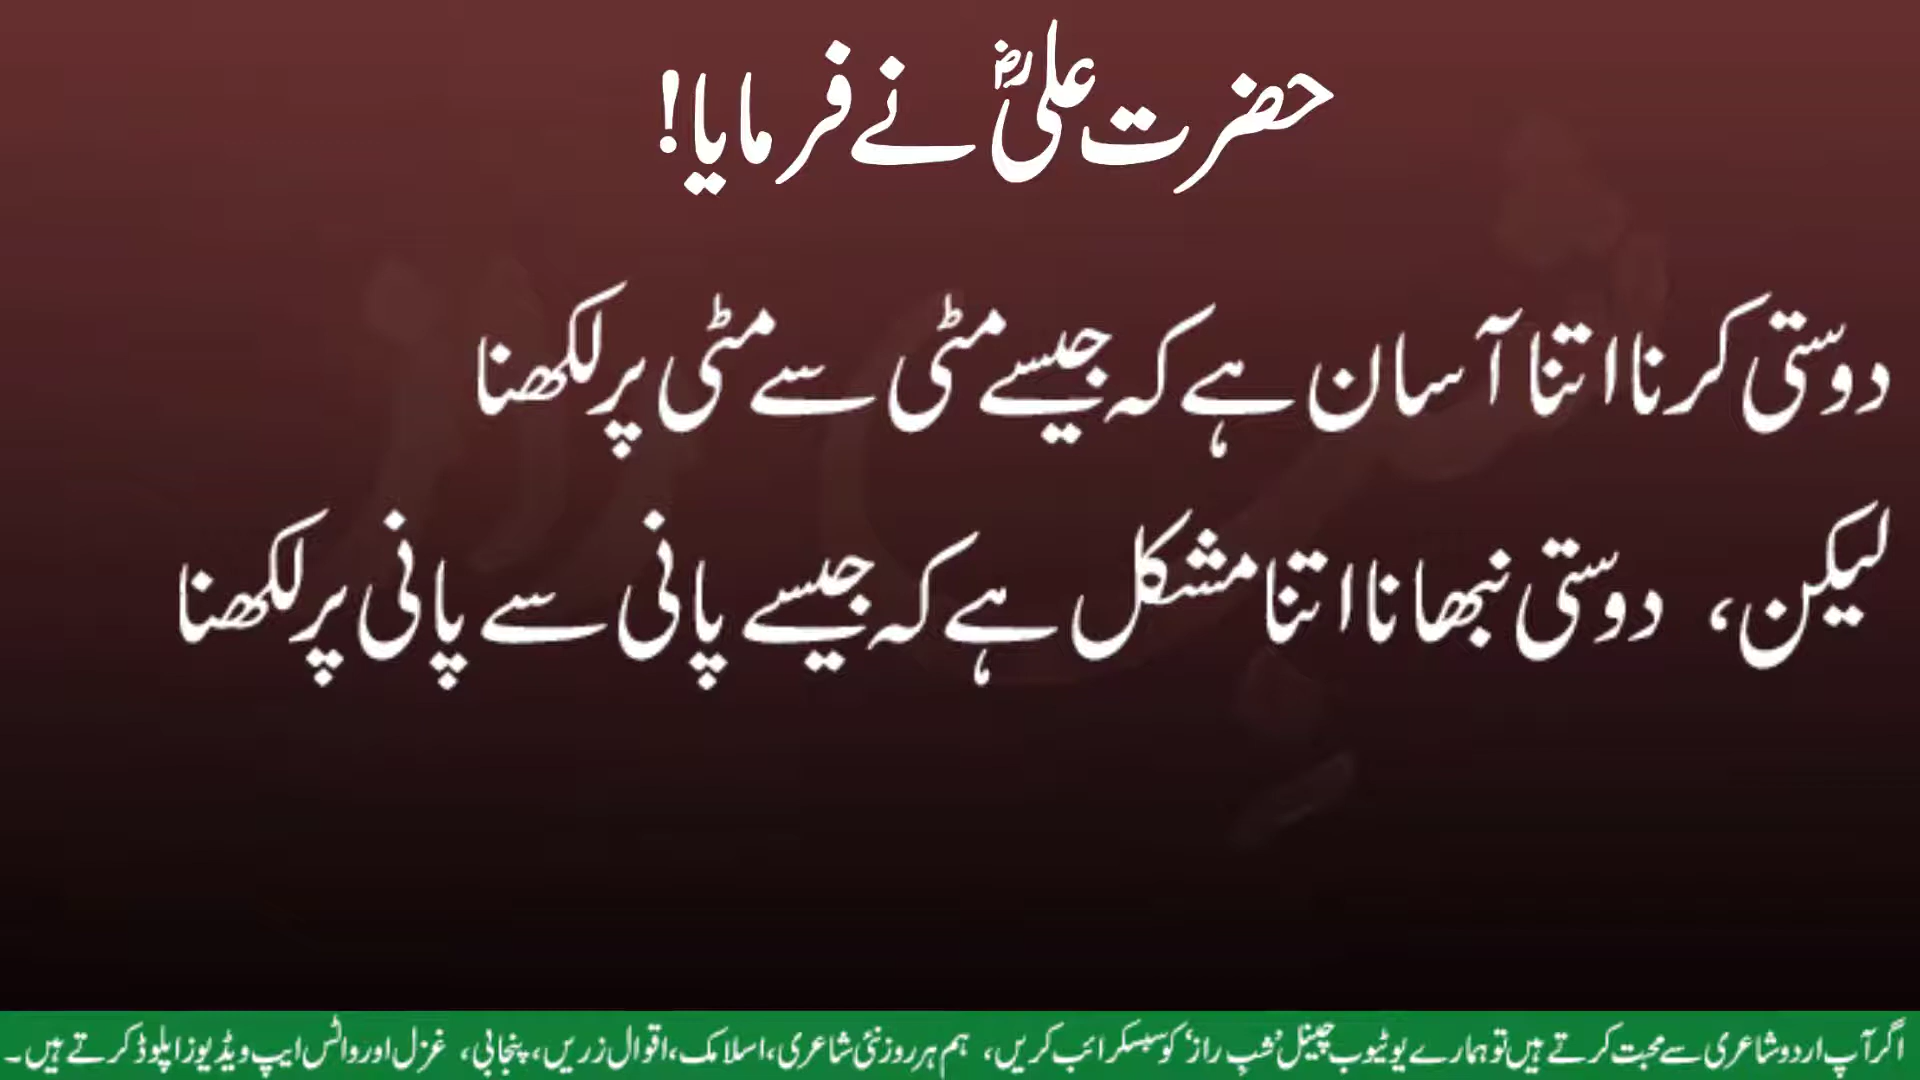 حضرت علیؓ نے فرمایا!
دوستی کرنا اتنا آسان ہے کہ جیسے مٹی سے مٹی پر لکھنا
لیکن، دوستی نبھانا اتنا مشکل ہے کہ جیسے پانی سے پانی پر لکھنا
اگر آپ اردو شاعری سے محبت کرتے ہیں تو ہمارے یوٹیوب چینل ’شبِ راز‘ کو سبسکرائب کریں، ہم ہر روز نئی شاعری، اسلامک، اقوال زریں، پنجابی، غزل اور واٹس ایپ ویڈیوز اپلوڈ کرتے ہیں۔